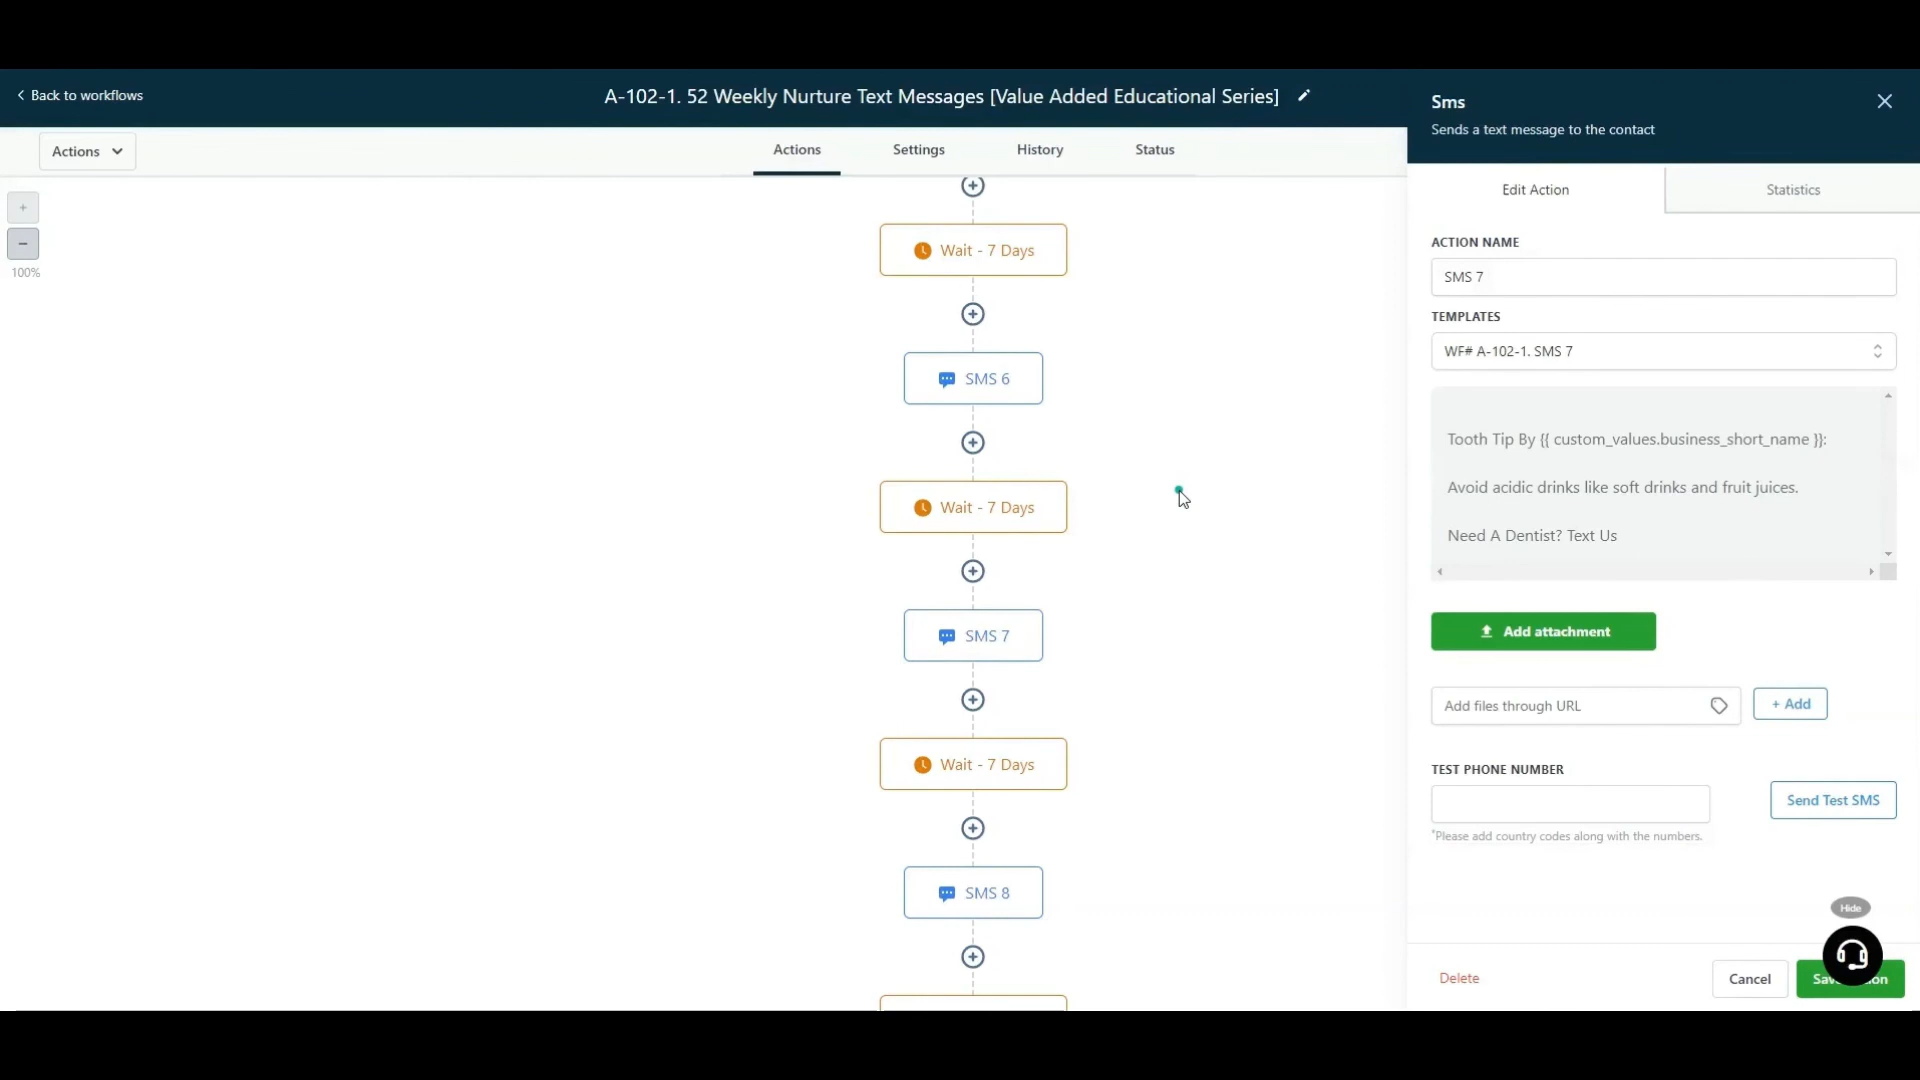 Back to workflows
A-102-1. 52 Weekly Nurture Text Messages [Value Added Educational Series]
Sms
Sends a text message to the contact
Actions
Actions
Settings
History
Status
Edit Action
Statistics
+
−
100%
Wait - 7 Days
SMS 6
Wait - 7 Days
SMS 7
Wait - 7 Days
SMS 8
ACTION NAME
SMS 7
TEMPLATES
WF# A-102-1. SMS 7
Tooth Tip By {{ custom_values.business_short_name }}:
Avoid acidic drinks like soft drinks and fruit juices.
Need A Dentist? Text Us
Add attachment
Add files through URL
+ Add
TEST PHONE NUMBER
Send Test SMS
*Please add country codes along with the numbers.
Hide
Delete
Cancel